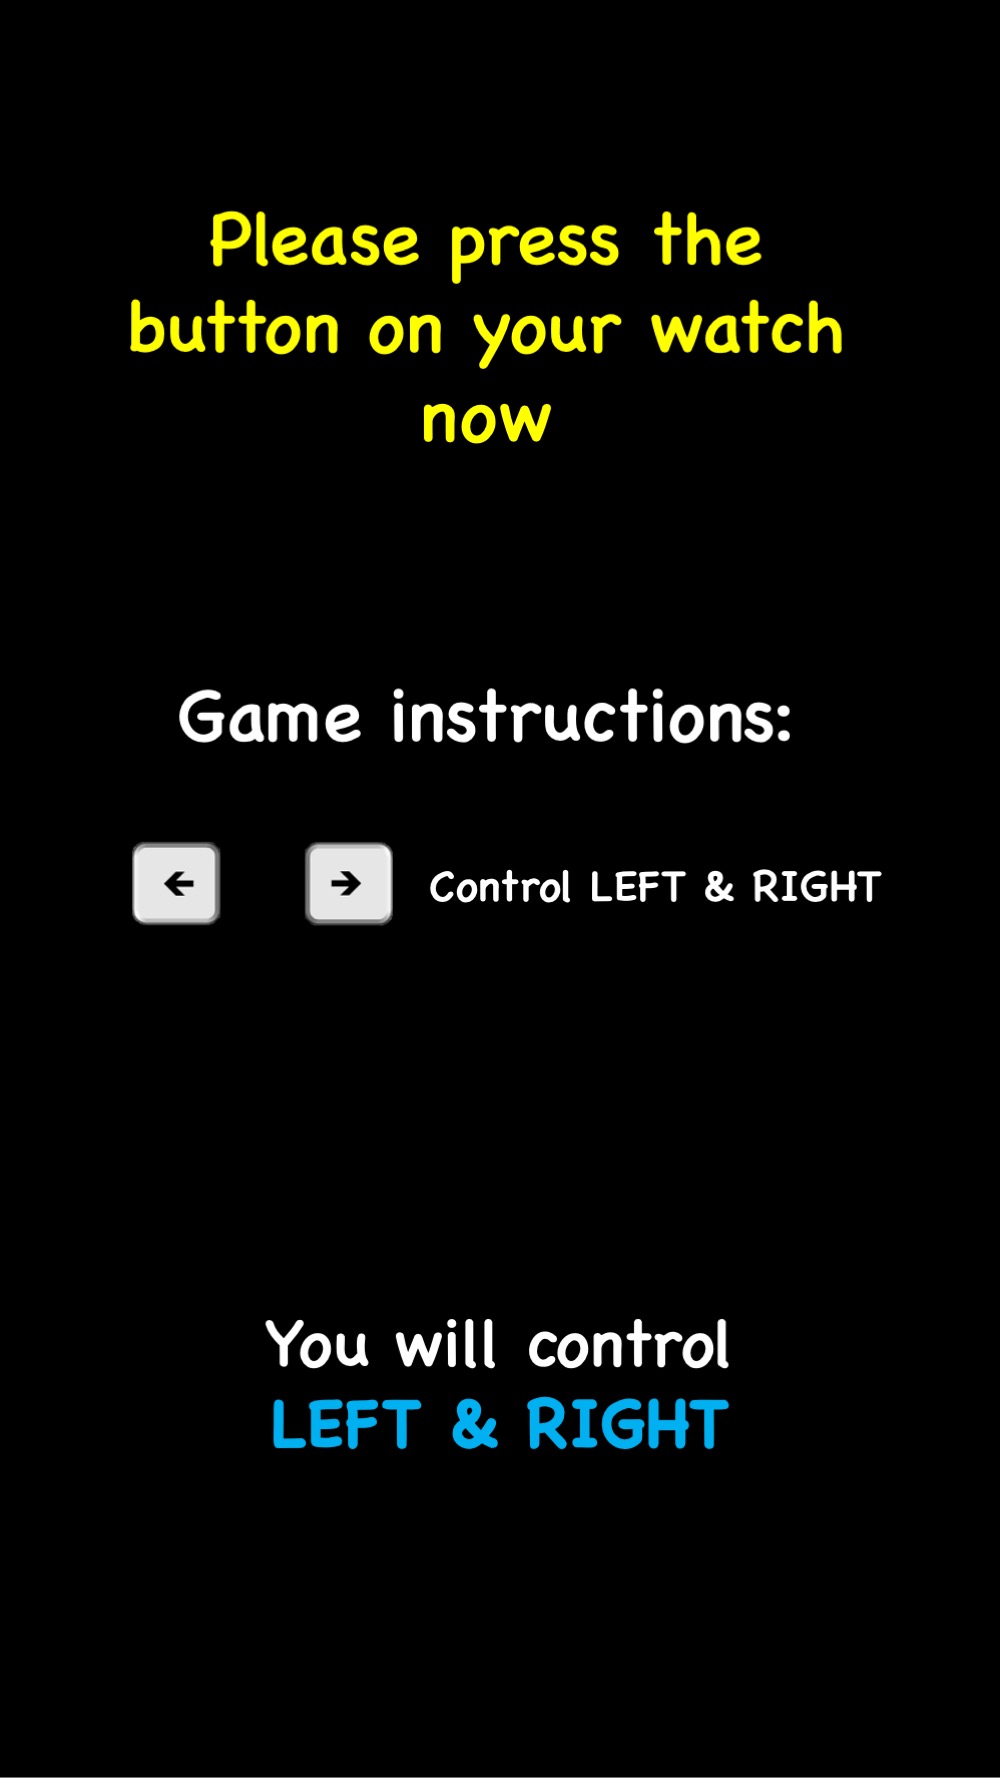 Please press the
button on your watch
now
Game instructions:
← → Control LEFT & RIGHT
You will control
LEFT & RIGHT